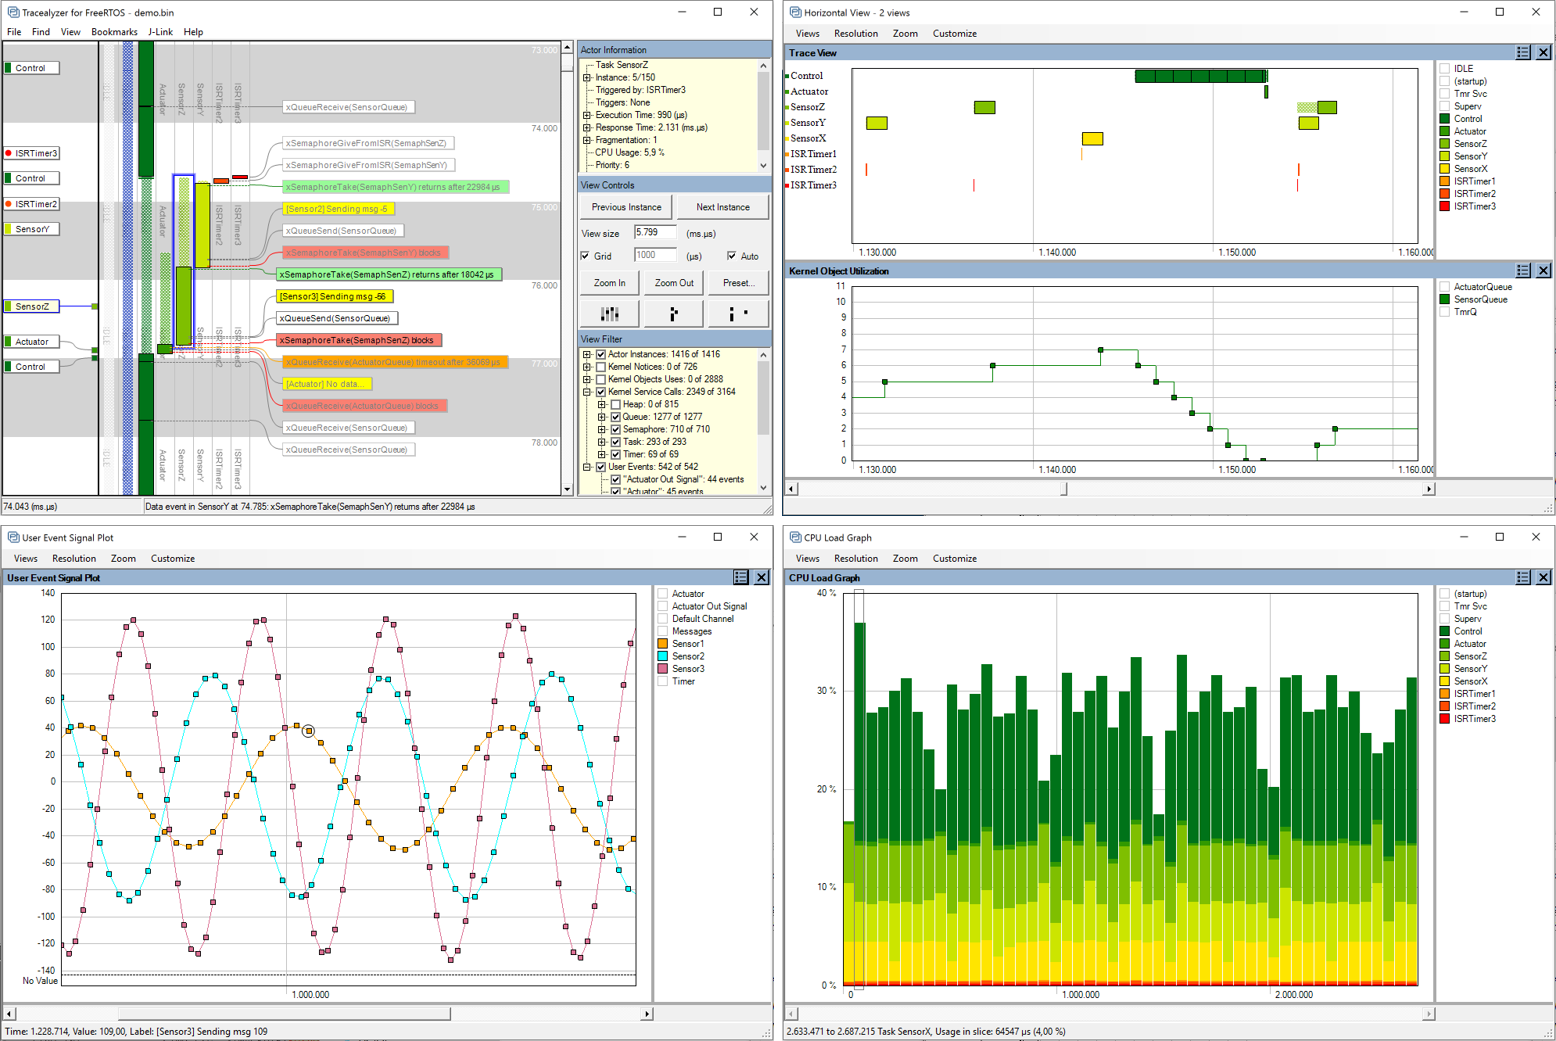 Tracealyzer for FreeRTOS - demo.bin
File Find View Bookmarks J-Link Help
73.000
Control
IDLE
Actuator
SensorZ
SensorY
ISRTimer2
ISRTimer3
xQueueReceive(SensorQueue)
74.000
xSemaphoreGiveFromISR(SemaphSenZ)
ISRTimer3
xSemaphoreGiveFromISR(SemaphSenY)
Control
xSemaphoreTake(SemaphSenY) returns after 22984 µs
ISRTimer2
75.000
[Sensor2] Sending msg -5
IDLE
Actuator
ISRTimer2
ISRTimer3
SensorY
xQueueSend(SensorQueue)
xSemaphoreTake(SemaphSenY) blocks
xSemaphoreTake(SemaphSenZ) returns after 18042 µs
76.000
[Sensor3] Sending msg -56
SensorZ
xQueueSend(SensorQueue)
IDLE
SensorY
ISRTimer2
ISRTimer3
Actuator
xSemaphoreTake(SemaphSenZ) blocks
xQueueReceive(ActuatorQueue) timeout after 36068 µs
77.000
Control
[Actuator] No data...
xQueueReceive(ActuatorQueue) blocks
xQueueReceive(SensorQueue)
78.000
xQueueReceive(SensorQueue)
IDLE
Actuator
SensorZ
SensorY
ISRTimer2
ISRTimer3
74.043 (ms.µs)
Data event in SensorY at 74.785: xSemaphoreTake(SemaphSenY) returns after 22984 µs
Actor Information
Task SensorZ
Instance: 5/150
Triggered by: ISRTimer3
Triggers: None
Execution Time: 990 (µs)
Response Time: 2.131 (ms.µs)
Fragmentation: 1
CPU Usage: 5,9 %
Priority: 6
View Controls
Previous Instance Next Instance
View size 5.799 (ms.µs)
Grid 1000 (µs) Auto
Zoom In Zoom Out Preset...
View Filter
Actor Instances: 1416 of 1416
Kernel Notices: 0 of 726
Kernel Objects Uses: 0 of 2888
Kernel Service Calls: 2349 of 3164
Heap: 0 of 815
Queue: 1277 of 1277
Semaphore: 710 of 710
Task: 293 of 293
Timer: 69 of 69
User Events: 542 of 542
"Actuator Out Signal": 44 events
"Actuator": 45 events
Horizontal View - 2 views
Views Resolution Zoom Customize
Trace View
Control
Actuator
SensorZ
SensorY
SensorX
ISRTimer1
ISRTimer2
ISRTimer3
1.130.000 1.140.000 1.150.000 1.160.000
IDLE
(startup)
Tmr Svc
Superv
Control
Actuator
SensorZ
SensorY
SensorX
ISRTimer1
ISRTimer2
ISRTimer3
Kernel Object Utilization
11
10
9
8
7
6
5
4
3
2
1
0
1.130.000 1.140.000 1.150.000 1.160.000
ActuatorQueue
SensorQueue
TmrQ
User Event Signal Plot
Views Resolution Zoom Customize
User Event Signal Plot
140
120
100
80
60
40
20
0
-20
-40
-60
-80
-100
-120
-140
No Value
1.000.000
Actuator
Actuator Out Signal
Default Channel
Messages
Sensor1
Sensor2
Sensor3
Timer
Time: 1.228.714, Value: 109,00, Label: [Sensor3] Sending msg 109
CPU Load Graph
Views Resolution Zoom Customize
CPU Load Graph
40 %
30 %
20 %
10 %
0 %
0 1.000.000 2.000.000
(startup)
Tmr Svc
Superv
Control
Actuator
SensorZ
SensorY
SensorX
ISRTimer1
ISRTimer2
ISRTimer3
2.633.471 to 2.687.215 Task SensorX, Usage in slice: 64547 µs (4,00 %)